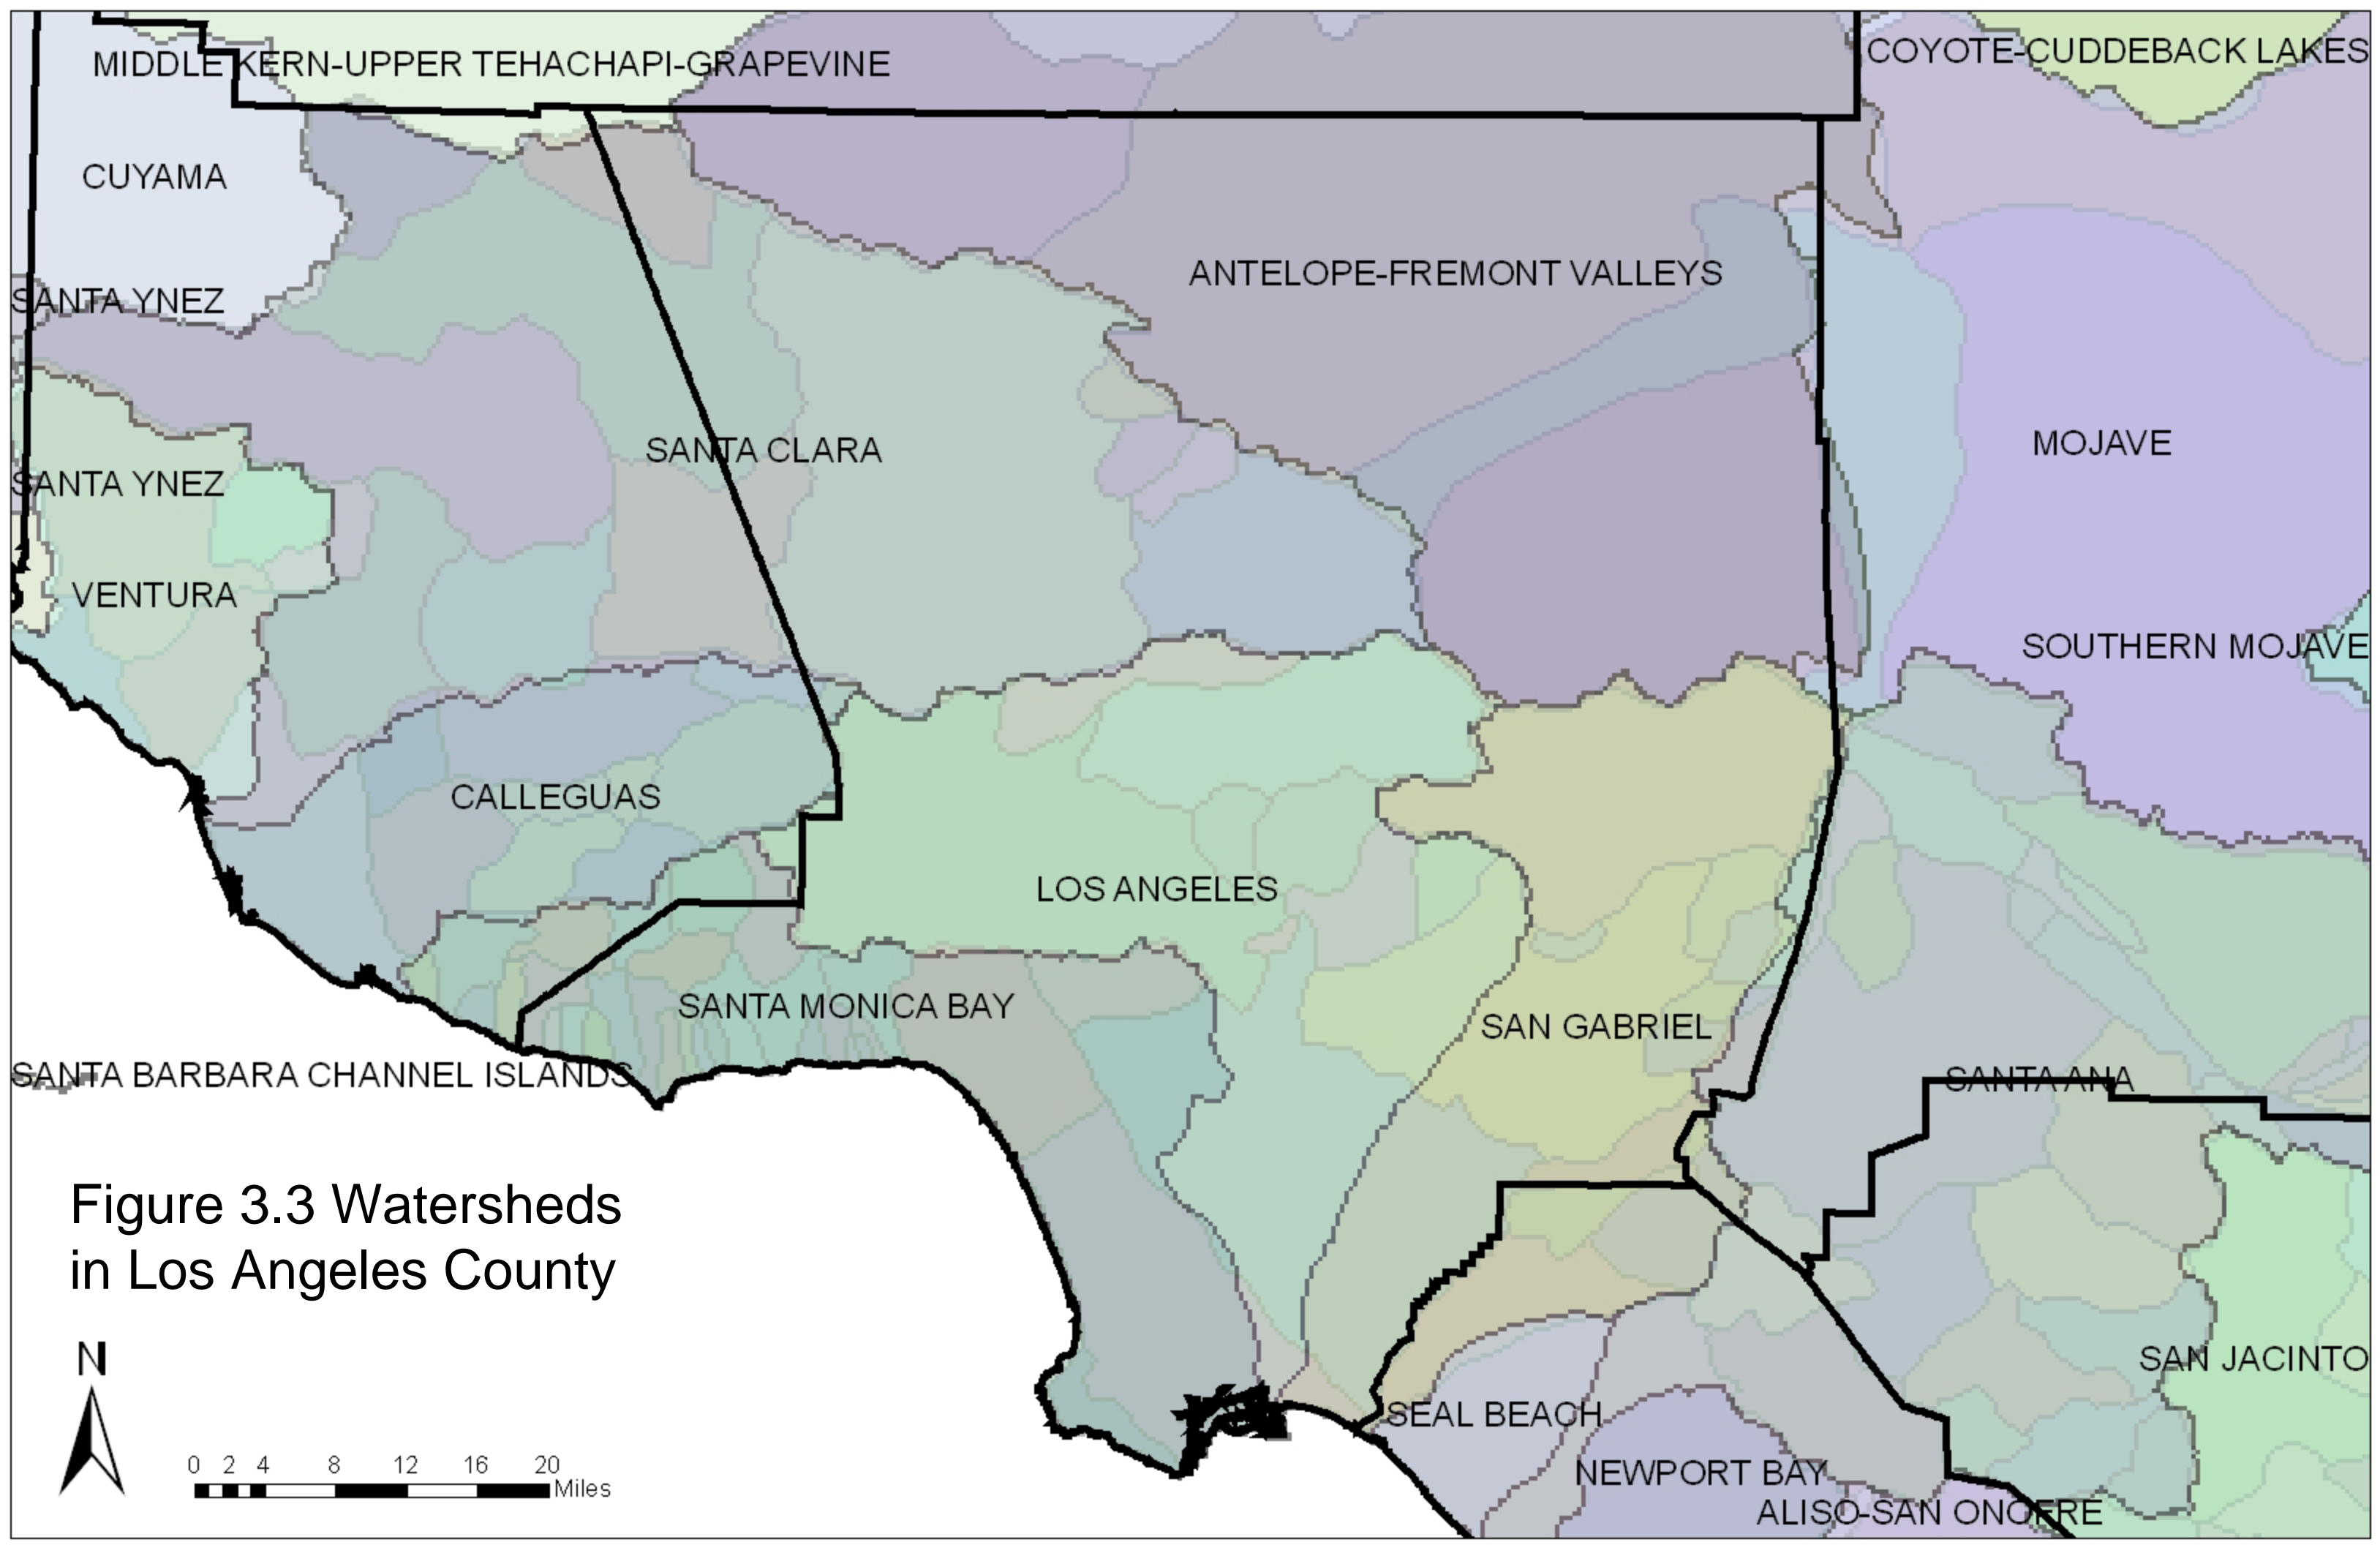 MIDDLE KERN-UPPER TEHACHAPI-GRAPEVINE
COYOTE-CUDDEBACK LAKES
CUYAMA
ANTELOPE-FREMONT VALLEYS
SANTA YNEZ
SANTA CLARA
MOJAVE
SANTA YNEZ
VENTURA
SOUTHERN MOJAVE
CALLEGUAS
LOS ANGELES
SANTA MONICA BAY
SAN GABRIEL
SANTA BARBARA CHANNEL ISLANDS
SANTA ANA
Figure 3.3 Watersheds
in Los Angeles County
SAN JACINTO
SEAL BEACH
NEWPORT BAY
ALISO-SAN ONOFRE
N
0 2 4 8 12 16 20
Miles